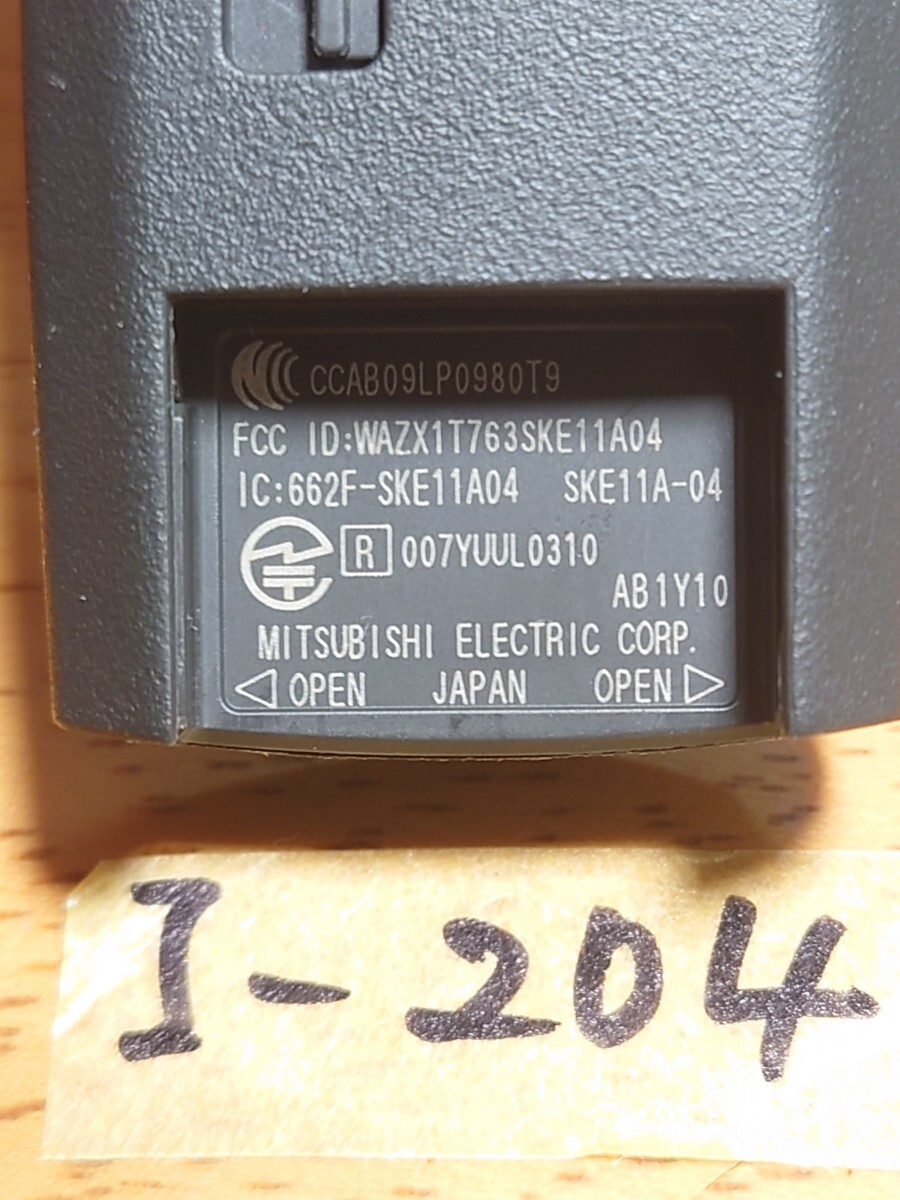 CCAB09LP0980T9
FCC ID:WAZX1T763SKE11A04
IC:662F-SKE11A04 SKE11A-04
R 007YUUL0310
AB1Y10
MITSUBISHI ELECTRIC CORP.
◁OPEN JAPAN OPEN▷
I-204